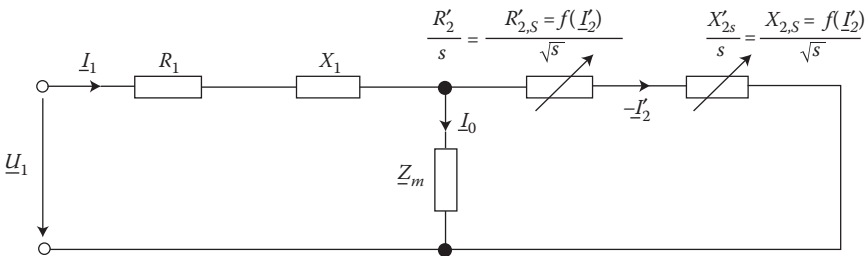 R′2/s = R′2,S = f(I′2)/√s
X′2s/s = X2,S = f(I′2)/√s
I1
R1
X1
−I′2
I0
U1
Zm